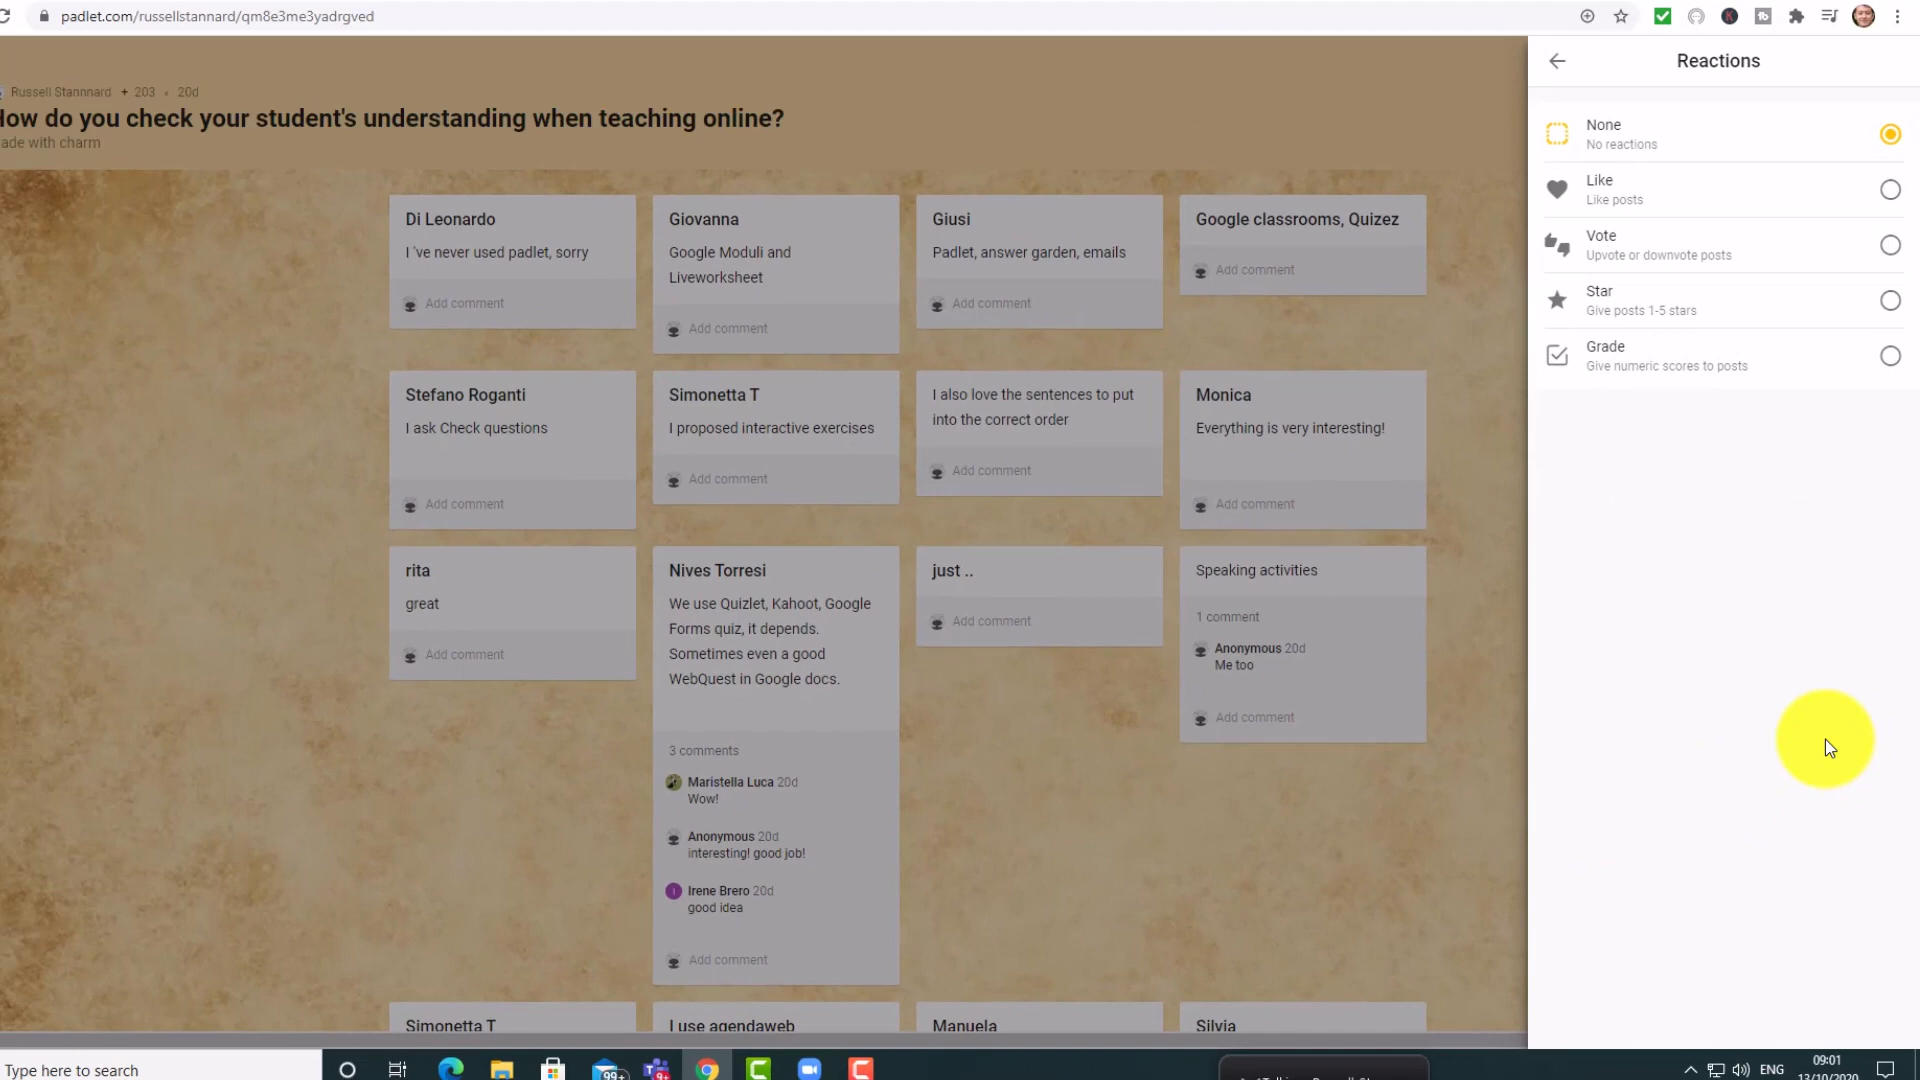 padlet.com/russellstannard/qm8e3me3yadrgved
Russell Stannnard + 203 • 20d
How do you check your student's understanding when teaching online?
ade with charm
Di Leonardo
I 've never used padlet, sorry
Add comment
Giovanna
Google Moduli and
Liveworksheet
Add comment
Giusi
Padlet, answer garden, emails
Add comment
Google classrooms, Quizez
Add comment
Stefano Roganti
I ask Check questions
Add comment
Simonetta T
I proposed interactive exercises
Add comment
I also love the sentences to put
into the correct order
Add comment
Monica
Everything is very interesting!
Add comment
rita
great
Add comment
Nives Torresi
We use Quizlet, Kahoot, Google
Forms quiz, it depends.
Sometimes even a good
WebQuest in Google docs.
3 comments
Maristella Luca 20d
Wow!
Anonymous 20d
interesting! good job!
I
Irene Brero 20d
good idea
Add comment
just ..
Add comment
Speaking activities
1 comment
Anonymous 20d
Me too
Add comment
Simonetta T
I use agendaweb
Manuela
Silvia
Reactions
None
No reactions
Like
Like posts
Vote
Upvote or downvote posts
Star
Give posts 1-5 stars
Grade
Give numeric scores to posts
Type here to search
99+
9+
ENG
09:01
13/10/2020